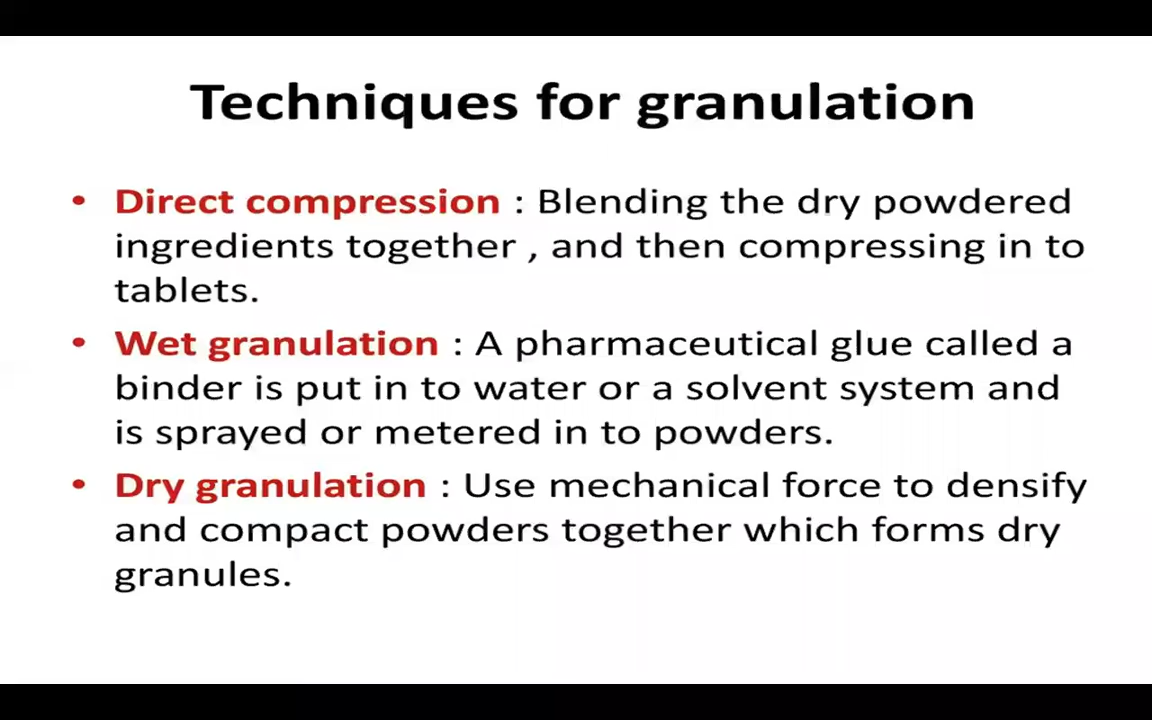 Techniques for granulation
• Direct compression : Blending the dry powdered
ingredients together , and then compressing in to
tablets.
• Wet granulation : A pharmaceutical glue called a
binder is put in to water or a solvent system and
is sprayed or metered in to powders.
• Dry granulation : Use mechanical force to densify
and compact powders together which forms dry
granules.